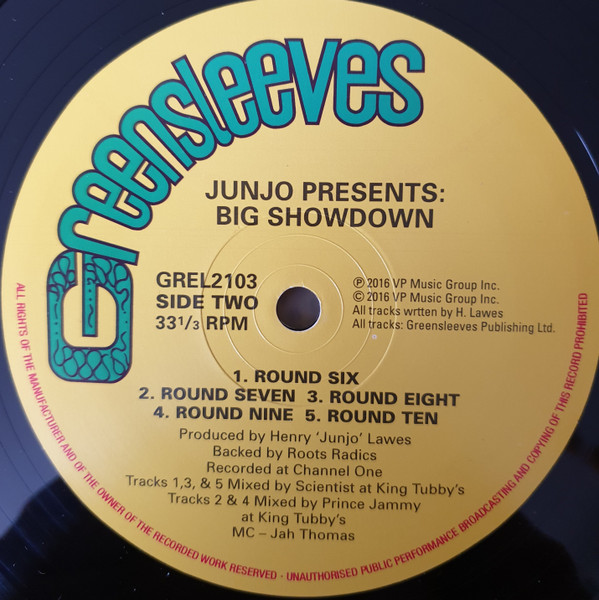 Greensleeves
JUNJO PRESENTS:
BIG SHOWDOWN
GREL2103
SIDE TWO
33 1/3 RPM
℗ 2016 VP Music Group Inc.
© 2016 VP Music Group Inc.
All tracks wrtten by H. Lawes
All tracks: Greensleeves Publishing Ltd.
1. ROUND SIX
2. ROUND SEVEN 3. ROUND EIGHT
4. ROUND NINE 5. ROUND TEN
Produced by Henry 'Junjo' Lawes
Backed by Roots Radics
Recorded at Channel One
Tracks 1,3, & 5 Mixed by Scientist at King Tubby's
Tracks 2 & 4 Mixed by Prince Jammy
at King Tubby's
MC – Jah Thomas
ALL RIGHTS OF THE MANUFACTURER AND OF THE OWNER OF THE RECORDED WORK RESERVED · UNAUTHORISED PUBLIC PERFORMANCE BROADCASTING AND COPYING OF THIS RECORD PROHIBITED